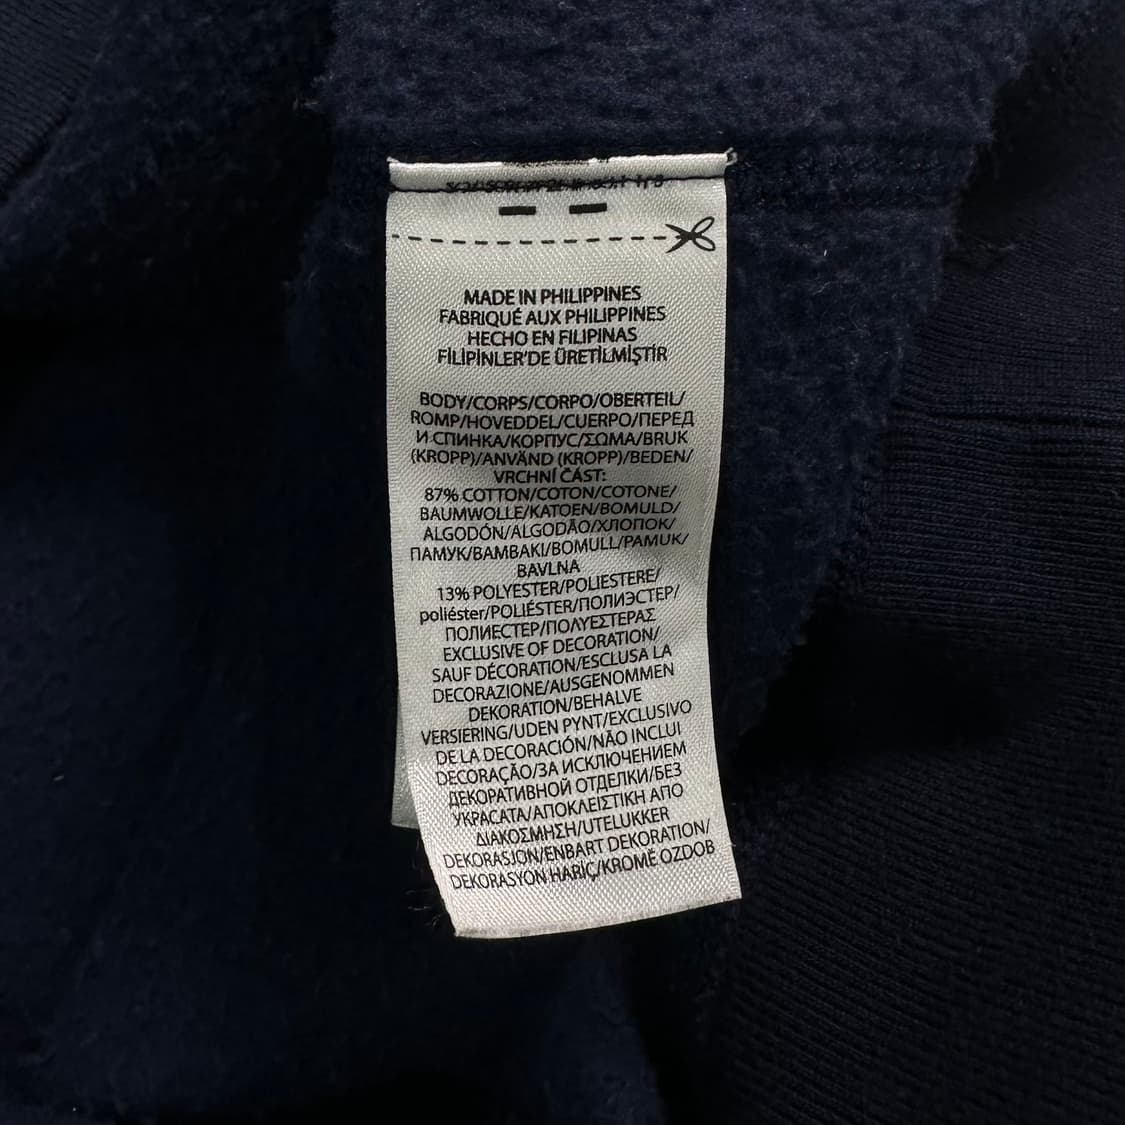 MADE IN PHILIPPINES
FABRIQUÉ AUX PHILIPPINES
HECHO EN FILIPINAS
FİLİPİNLER'DE ÜRETİLMİŞTİR
BODY/CORPS/CORPO/OBERTEIL/
ROMP/HOVEDDEL/CUERPO/ПЕРЕД
И СПИНКА/КОРПУС/ΣΩΜΑ/BRUK
(KROPP)/ANVÄND (KROPP)/BEDEN/
VRCHNÍ ČÁST:
87% COTTON/COTON/COTONE/
BAUMWOLLE/KATOEN/BOMULD/
ALGODÓN/ALGODÃO/ХЛОПОК/
ПАМУК/ΒΑΜΒΑΚΙ/BOMULL/PAMUK/
BAVLNA
13% POLYESTER/POLIESTERE/
poliéster/POLIÉSTER/ПОЛИЭСТЕР/
ПОЛИЕСТЕР/ΠΟΛΥΕΣΤΕΡΑΣ
EXCLUSIVE OF DECORATION/
SAUF DÉCORATION/ESCLUSA LA
DECORAZIONE/AUSGENOMMEN
DEKORATION/BEHALVE
VERSIERING/UDEN PYNT/EXCLUSIVO
DE LA DECORACIÓN/NÃO INCLUI
DECORAÇÃO/ЗА ИСКЛЮЧЕНИЕМ
ДЕКОРАТИВНОЙ ОТДЕЛКИ/БЕЗ
УКРАСАТА/ΑΠΟΚΛΕΙΣΤΙΚΗ ΑΠΟ
ΔΙΑΚΟΣΜΗΣΗ/UTELUKKER
DEKORASJON/ENBART DEKORATION/
DEKORASYON HARİÇ/KROMĚ OZDOB